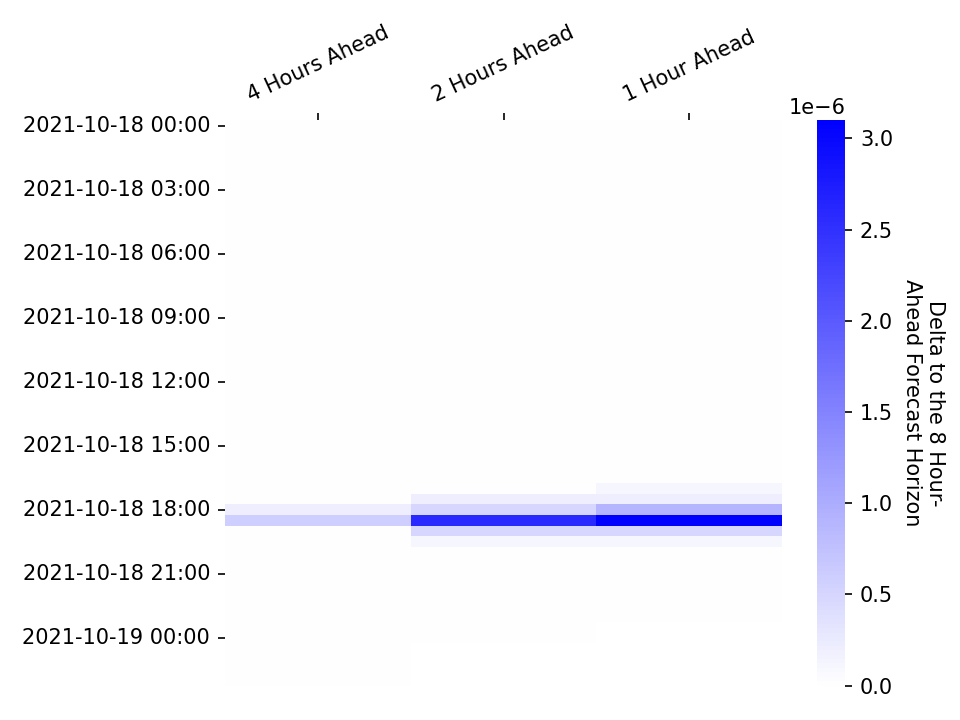 4 Hours Ahead
2 Hours Ahead
1 Hour Ahead
1e−6
2021-10-18 00:00
2021-10-18 03:00
2021-10-18 06:00
2021-10-18 09:00
2021-10-18 12:00
2021-10-18 15:00
2021-10-18 18:00
2021-10-18 21:00
2021-10-19 00:00
3.0
2.5
2.0
1.5
1.0
0.5
0.0
Delta to the 8 Hour-
Ahead Forecast Horizon